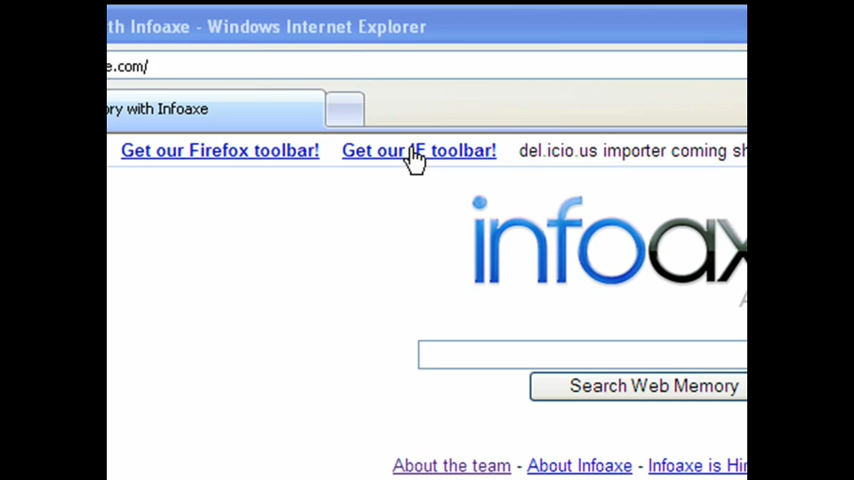 th Infoaxe - Windows Internet Explorer
e.com/
ory with Infoaxe
Get our Firefox toolbar! Get our IE toolbar! del.icio.us importer coming sh
infoax
A
Search Web Memory
About the team - About Infoaxe - Infoaxe is Hi